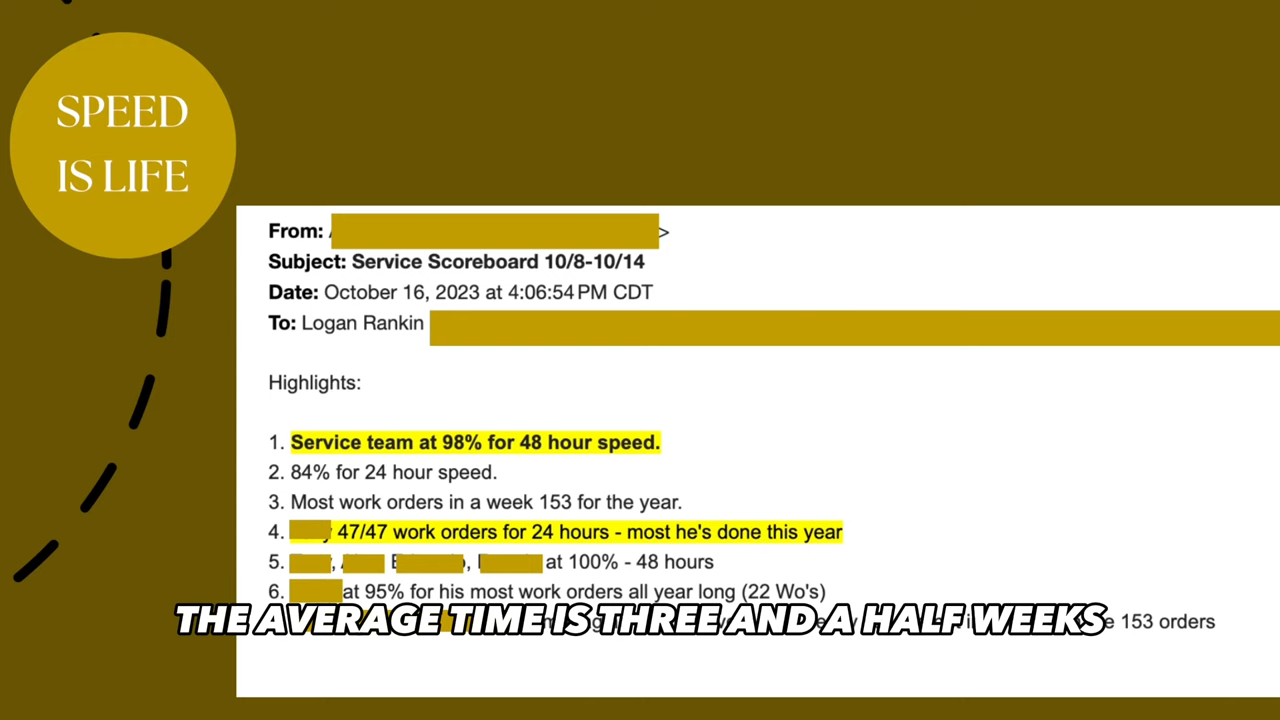 SPEED
IS LIFE
From: >
Subject: Service Scoreboard 10/8-10/14
Date: October 16, 2023 at 4:06:54 PM CDT
To: Logan Rankin
Highlights:
1. Service team at 98% for 48 hour speed.
2. 84% for 24 hour speed.
3. Most work orders in a week 153 for the year.
4. 47/47 work orders for 24 hours - most he's done this year
5. , , , at 100% - 48 hours
6. at 95% for his most work orders all year long (22 Wo's)
153 orders
THE AVERAGE TIME IS THREE AND A HALF WEEKS